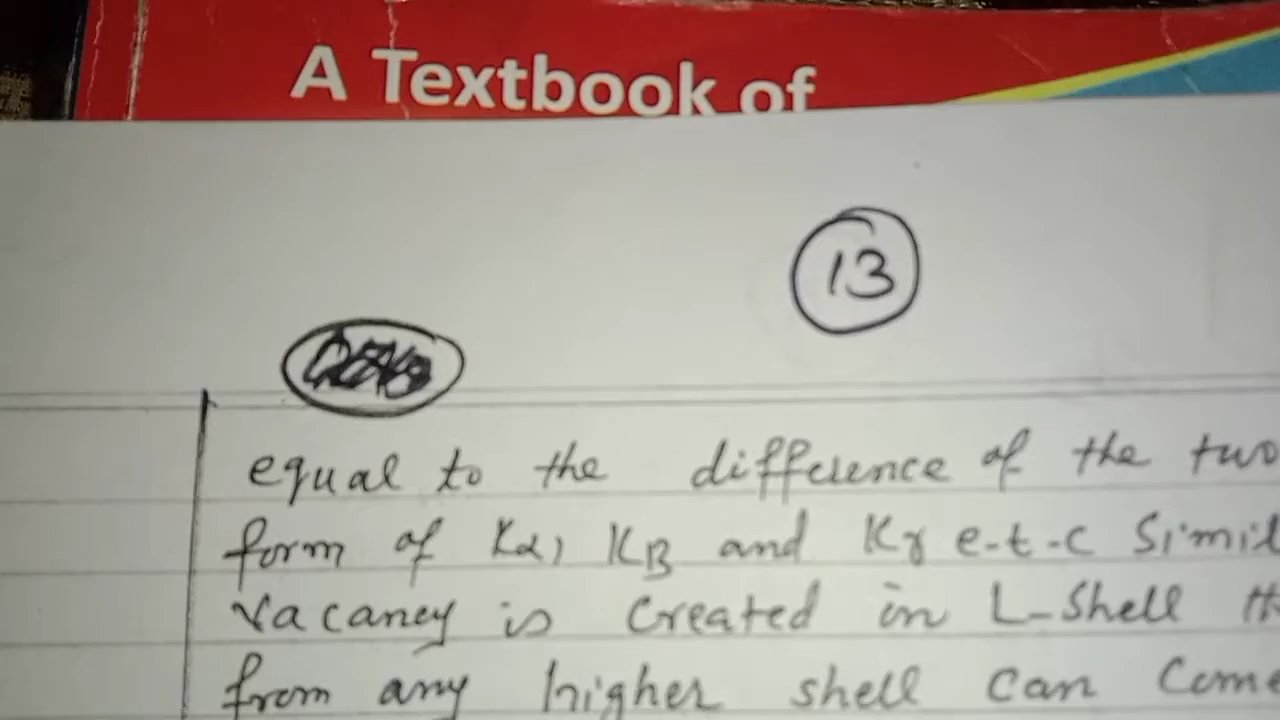 A Textbook of
13
equal to the difference of the two
form of Kα, Kβ and Kγ e-t-c Simil
Vacancy is created in L-Shell
from any higher shell can Come